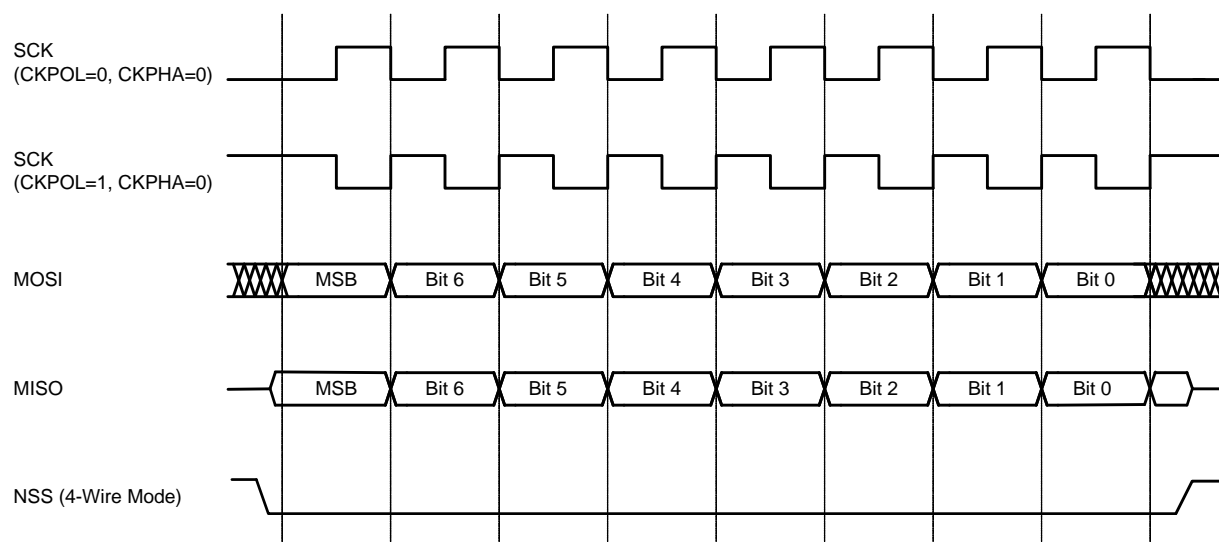 SCK
(CKPOL=0, CKPHA=0)
SCK
(CKPOL=1, CKPHA=0)
MOSI
MSB Bit 6 Bit 5 Bit 4 Bit 3 Bit 2 Bit 1 Bit 0
MISO
MSB Bit 6 Bit 5 Bit 4 Bit 3 Bit 2 Bit 1 Bit 0
NSS (4-Wire Mode)